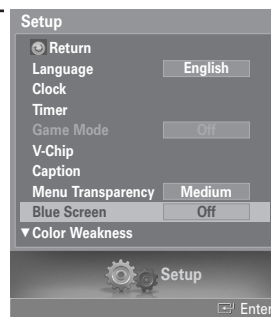 Setup
Return
Language English
Clock
Timer
Game Mode Off
V-Chip
Caption
Menu Transparency Medium
Blue Screen Off
▼Color Weakness
Setup
Enter